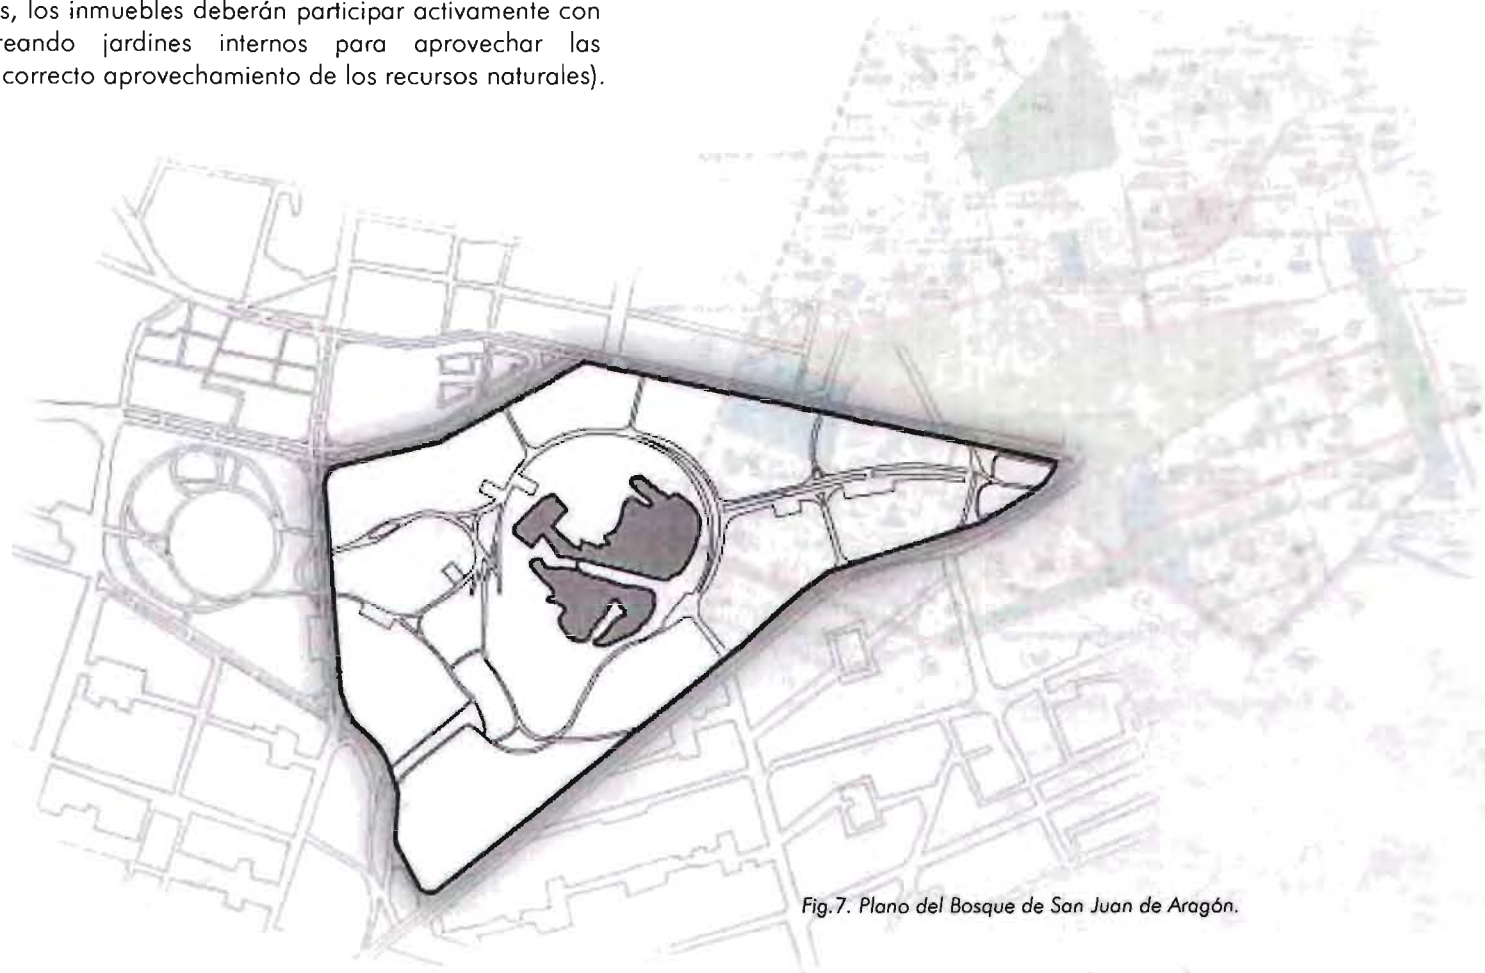 s, los inmuebles deberán participar activamente con
reando jardines internos para aprovechar las
correcto aprovechamiento de los recursos naturales).
Fig.7. Plano del Bosque de San Juan de Aragón.